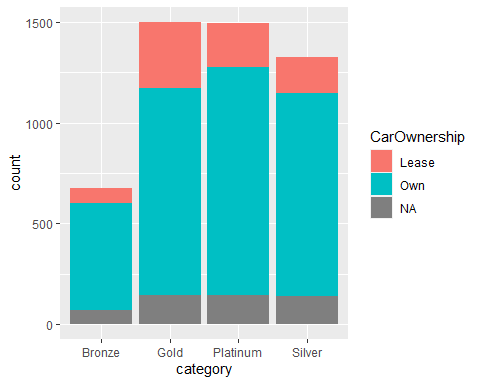 1500
1000
500
0
count
Bronze Gold Platinum Silver
category
CarOwnership
Lease
Own
NA